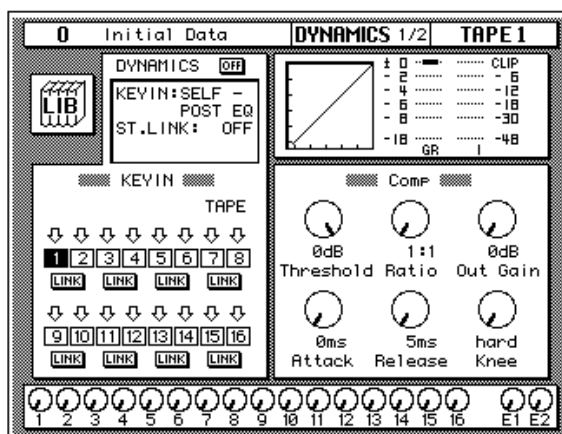 0 Initial Data DYNAMICS 1/2 TAPE 1
LIB
DYNAMICS OFF
KEYIN:SELF -
POST EQ
ST.LINK: OFF
± 0 CLIP
- 2 - 6
- 4 -12
- 6 -18
- 8 -30
-18 -48
GR I
KEYIN
TAPE
1 2 3 4 5 6 7 8
LINK LINK LINK LINK
9 10 11 12 13 14 15 16
LINK LINK LINK LINK
Comp
0dB 1:1 0dB
Threshold Ratio Out Gain
0ms 5ms hard
Attack Release Knee
1 2 3 4 5 6 7 8 9 10 11 12 13 14 15 16 E1 E2